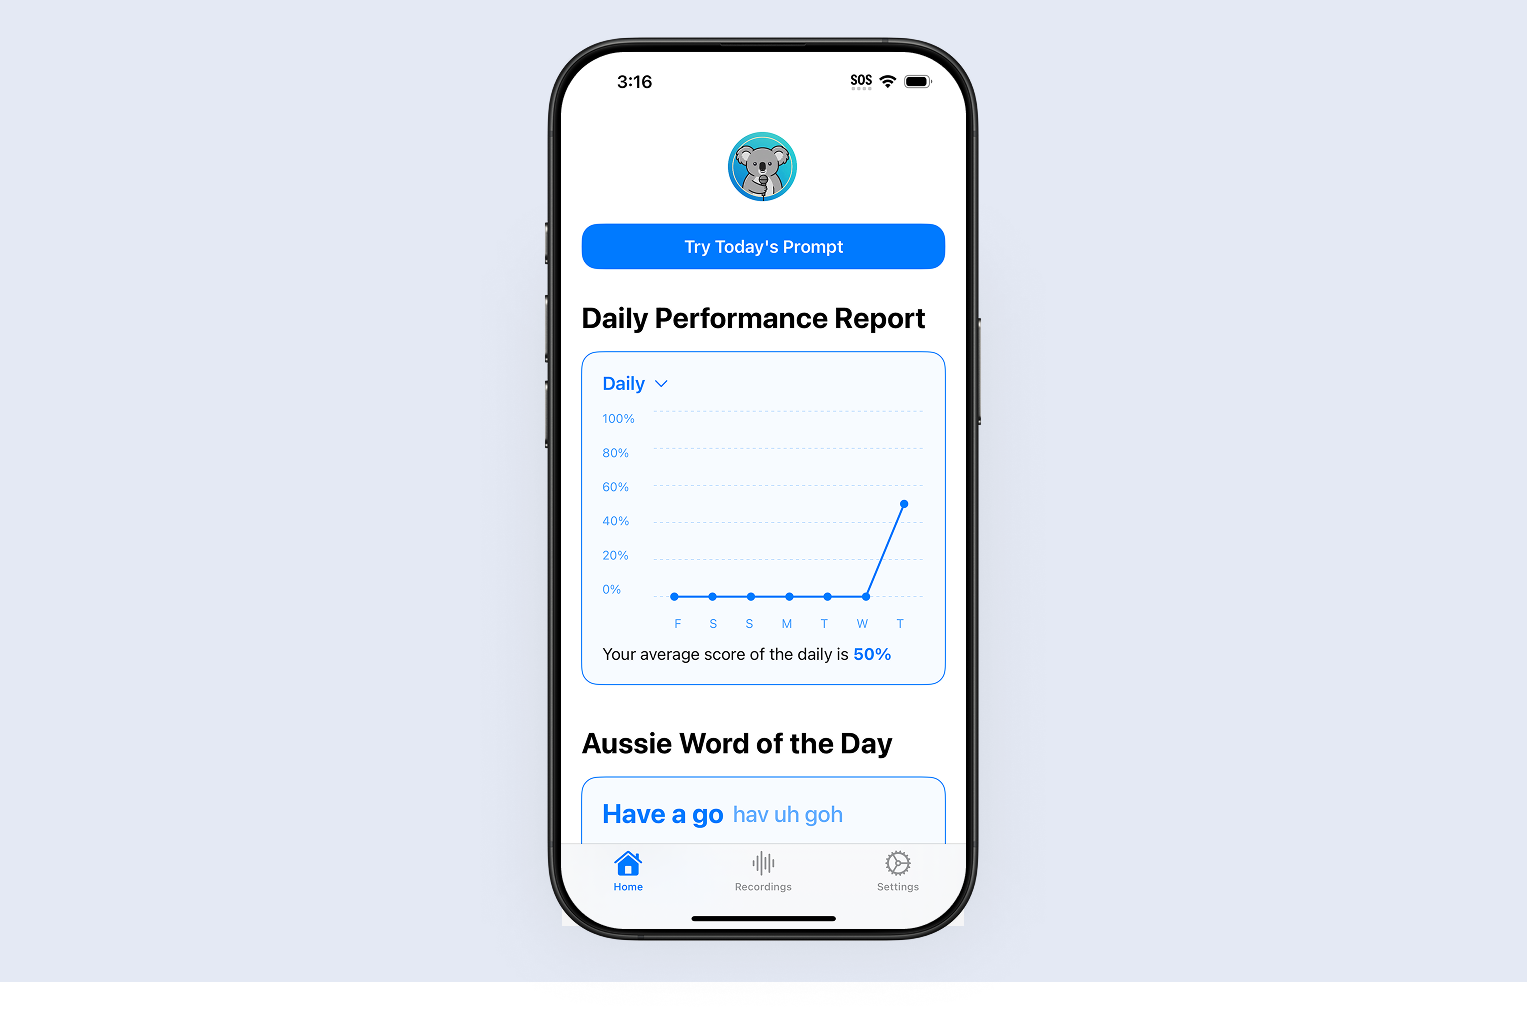 3:16 SOS
Try Today's Prompt
Daily Performance Report
Daily
100%
80%
60%
40%
20%
0%
F S S M T W T
Your average score of the daily is 50%
Aussie Word of the Day
Have a go hav uh goh
Home Recordings Settings